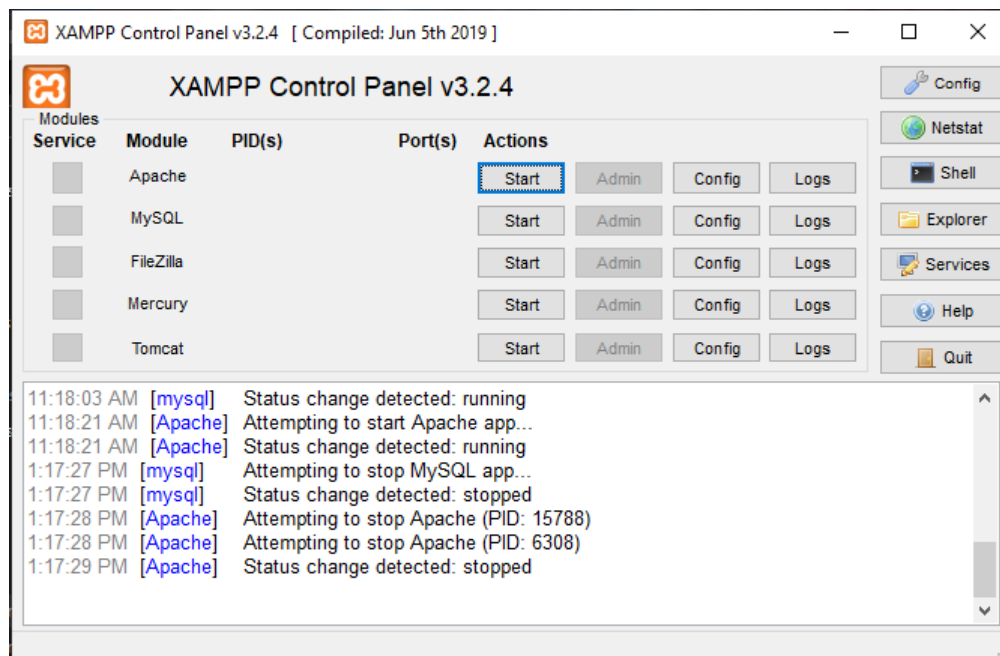 XAMPP Control Panel v3.2.4 [ Compiled: Jun 5th 2019 ]
XAMPP Control Panel v3.2.4
Config
Modules
Service Module PID(s) Port(s) Actions
Netstat
Apache Start Admin Config Logs
Shell
MySQL Start Admin Config Logs
Explorer
FileZilla Start Admin Config Logs
Services
Mercury Start Admin Config Logs
Help
Tomcat Start Admin Config Logs
Quit
11:18:03 AM [mysql] Status change detected: running
11:18:21 AM [Apache] Attempting to start Apache app...
11:18:21 AM [Apache] Status change detected: running
1:17:27 PM [mysql] Attempting to stop MySQL app...
1:17:27 PM [mysql] Status change detected: stopped
1:17:28 PM [Apache] Attempting to stop Apache (PID: 15788)
1:17:28 PM [Apache] Attempting to stop Apache (PID: 6308)
1:17:29 PM [Apache] Status change detected: stopped